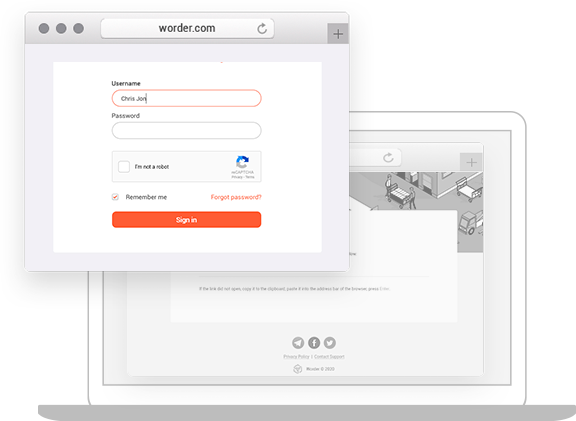 worder.com
Username
Chris Jon
Password
I'm not a robot
reCAPTCHA
Privacy - Terms
Remember me
Forgot password?
Sign in
If the link did not open, copy it to the clipboard, paste it into the address bar of the browser, press Enter.
Privacy Policy | Contact Support
Worder © 2020